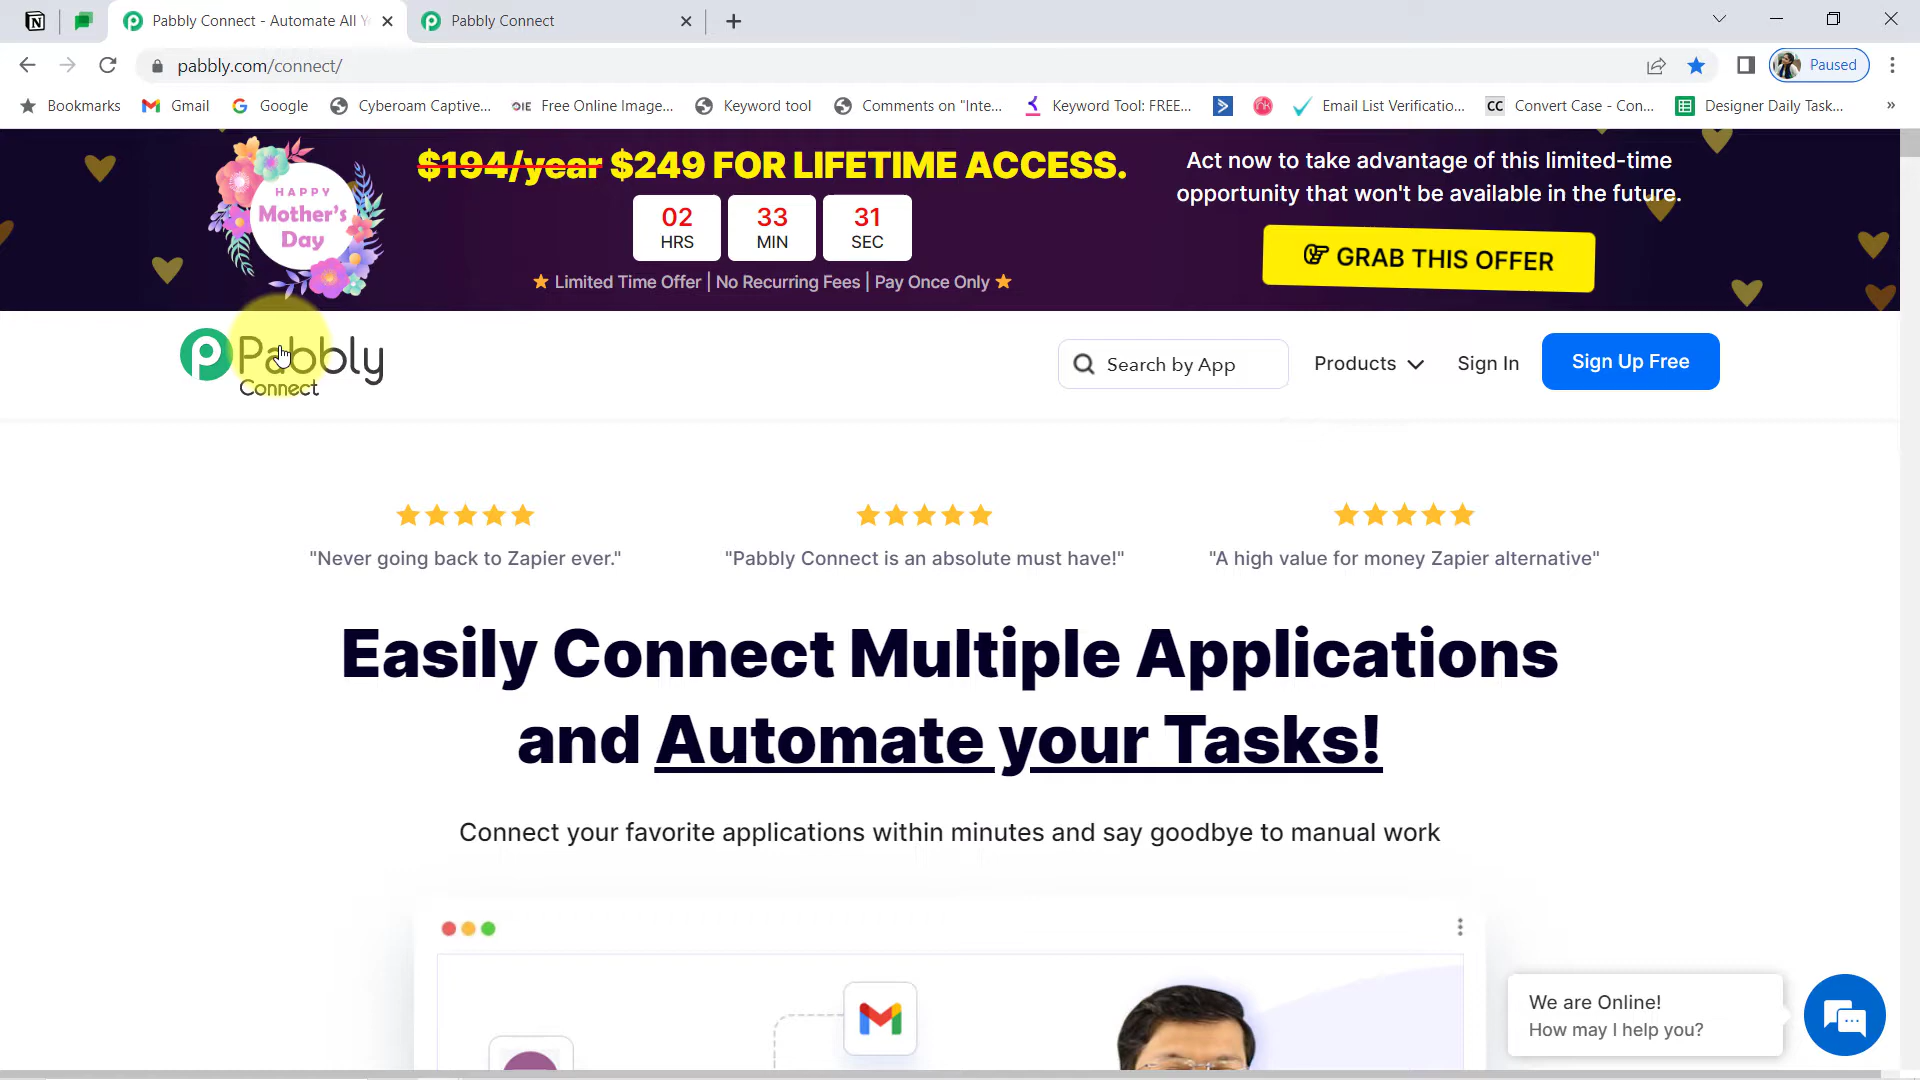 Pabbly Connect - Automate All Y
Pabbly Connect
pabbly.com/connect/
Paused
Bookmarks
Gmail
Google
Cyberoam Captive...
OIE Free Online Image...
Keyword tool
Comments on "Inte...
Keyword Tool: FREE...
Email List Verificatio...
CC Convert Case - Con...
Designer Daily Task...
»
HAPPY
Mother's
Day
$194/year $249 FOR LIFETIME ACCESS.
02 33 31
HRS MIN SEC
Limited Time Offer | No Recurring Fees | Pay Once Only
Act now to take advantage of this limited-time
opportunity that won't be available in the future.
GRAB THIS OFFER
Pabbly
Connect
Search by App
Products
Sign In
Sign Up Free
"Never going back to Zapier ever."
"Pabbly Connect is an absolute must have!"
"A high value for money Zapier alternative"
Easily Connect Multiple Applications
and Automate your Tasks!
Connect your favorite applications within minutes and say goodbye to manual work
We are Online!
How may I help you?